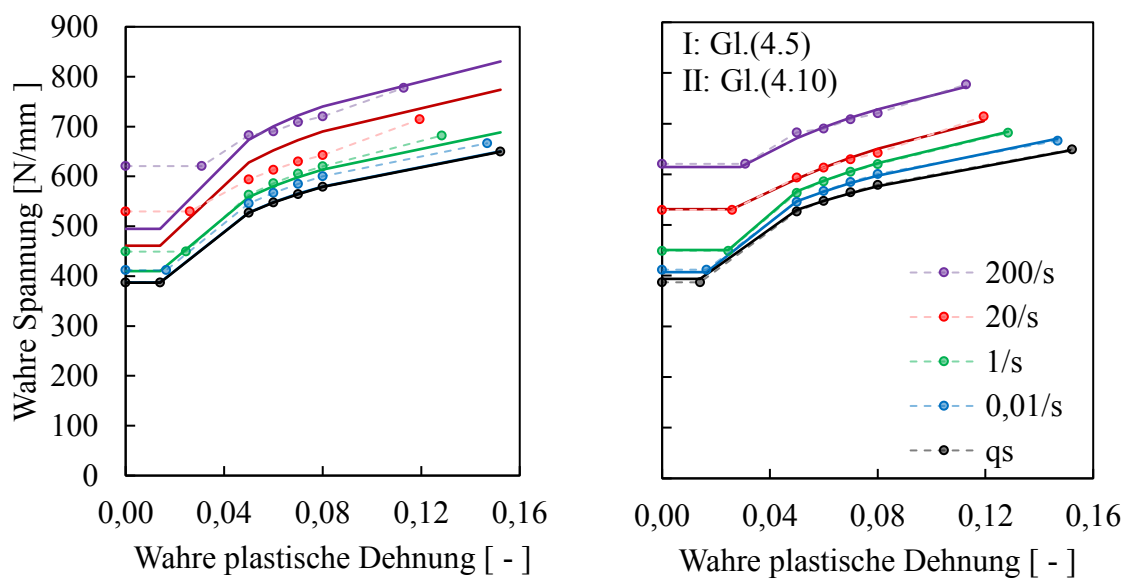 900
800
700
600
500
400
300
200
100
0
Wahre Spannung [N/mm ]
0,00 0,04 0,08 0,12 0,16
Wahre plastische Dehnung [ - ]
I: Gl.(4.5)
II: Gl.(4.10)
200/s
20/s
1/s
0,01/s
qs
0,00 0,04 0,08 0,12 0,16
Wahre plastische Dehnung [ - ]